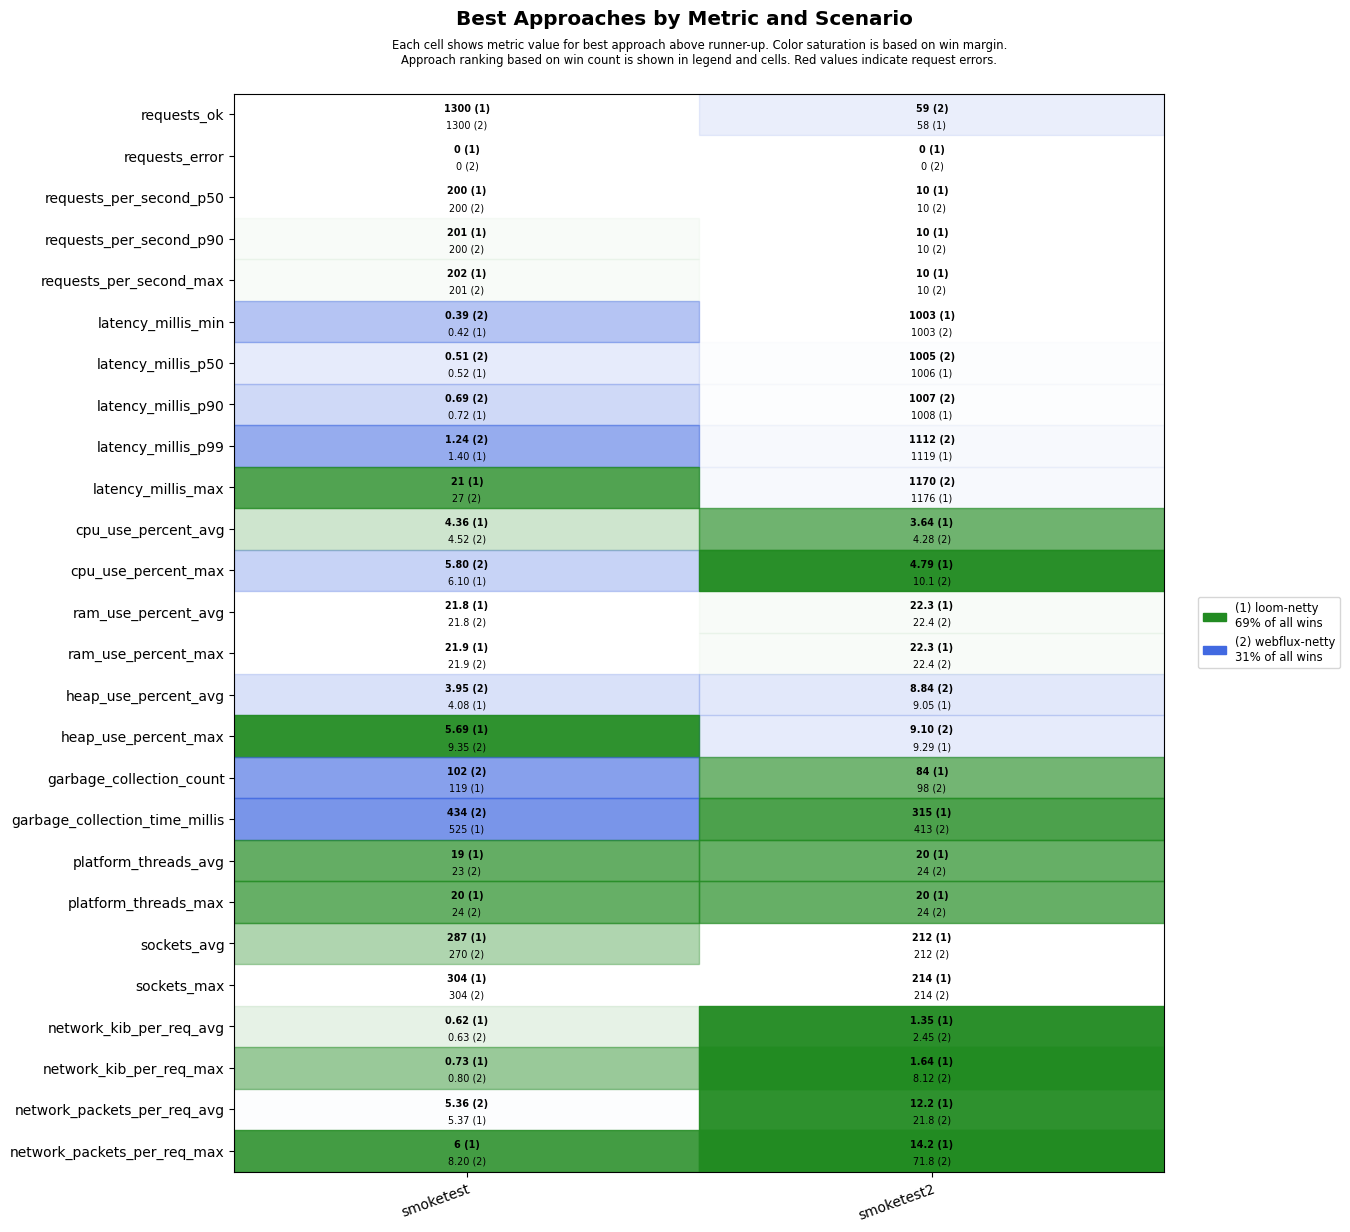 Best Approaches by Metric and Scenario
Each cell shows metric value for best approach above runner-up. Color saturation is based on win margin.
Approach ranking based on win count is shown in legend and cells. Red values indicate request errors.
requests_ok
1300 (1)
1300 (2)
59 (2)
58 (1)
requests_error
0 (1)
0 (2)
0 (1)
0 (2)
requests_per_second_p50
200 (1)
200 (2)
10 (1)
10 (2)
requests_per_second_p90
201 (1)
200 (2)
10 (1)
10 (2)
requests_per_second_max
202 (1)
201 (2)
10 (1)
10 (2)
latency_millis_min
0.39 (2)
0.42 (1)
1003 (1)
1003 (2)
latency_millis_p50
0.51 (2)
0.52 (1)
1005 (2)
1006 (1)
latency_millis_p90
0.69 (2)
0.72 (1)
1007 (2)
1008 (1)
latency_millis_p99
1.24 (2)
1.40 (1)
1112 (2)
1119 (1)
latency_millis_max
21 (1)
27 (2)
1170 (2)
1176 (1)
cpu_use_percent_avg
4.36 (1)
4.52 (2)
3.64 (1)
4.28 (2)
cpu_use_percent_max
5.80 (2)
6.10 (1)
4.79 (1)
10.1 (2)
ram_use_percent_avg
21.8 (1)
21.8 (2)
22.3 (1)
22.4 (2)
ram_use_percent_max
21.9 (1)
21.9 (2)
22.3 (1)
22.4 (2)
heap_use_percent_avg
3.95 (2)
4.08 (1)
8.84 (2)
9.05 (1)
heap_use_percent_max
5.69 (1)
9.35 (2)
9.10 (2)
9.29 (1)
garbage_collection_count
102 (2)
119 (1)
84 (1)
98 (2)
garbage_collection_time_millis
434 (2)
525 (1)
315 (1)
413 (2)
platform_threads_avg
19 (1)
23 (2)
20 (1)
24 (2)
platform_threads_max
20 (1)
24 (2)
20 (1)
24 (2)
sockets_avg
287 (1)
270 (2)
212 (1)
212 (2)
sockets_max
304 (1)
304 (2)
214 (1)
214 (2)
network_kib_per_req_avg
0.62 (1)
0.63 (2)
1.35 (1)
2.45 (2)
network_kib_per_req_max
0.73 (1)
0.80 (2)
1.64 (1)
8.12 (2)
network_packets_per_req_avg
5.36 (2)
5.37 (1)
12.2 (1)
21.8 (2)
network_packets_per_req_max
6 (1)
8.20 (2)
14.2 (1)
71.8 (2)
smoketest
smoketest2
(1) loom-netty
69% of all wins
(2) webflux-netty
31% of all wins